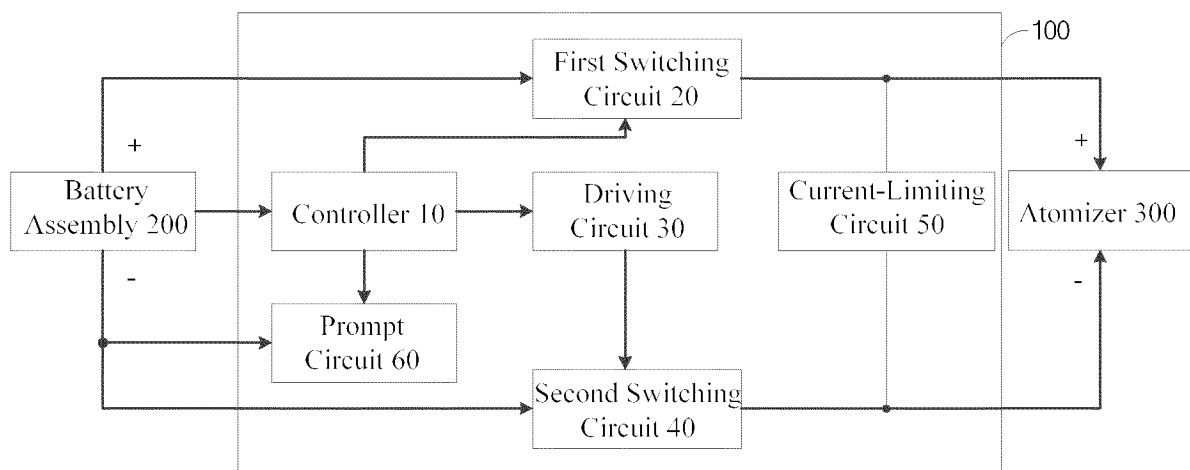 100
First Switching
Circuit 20
+
+
Battery
Assembly 200
Controller 10
Driving
Circuit 30
Current-Limiting
Circuit 50
Atomizer 300
-
-
Prompt
Circuit 60
Second Switching
Circuit 40